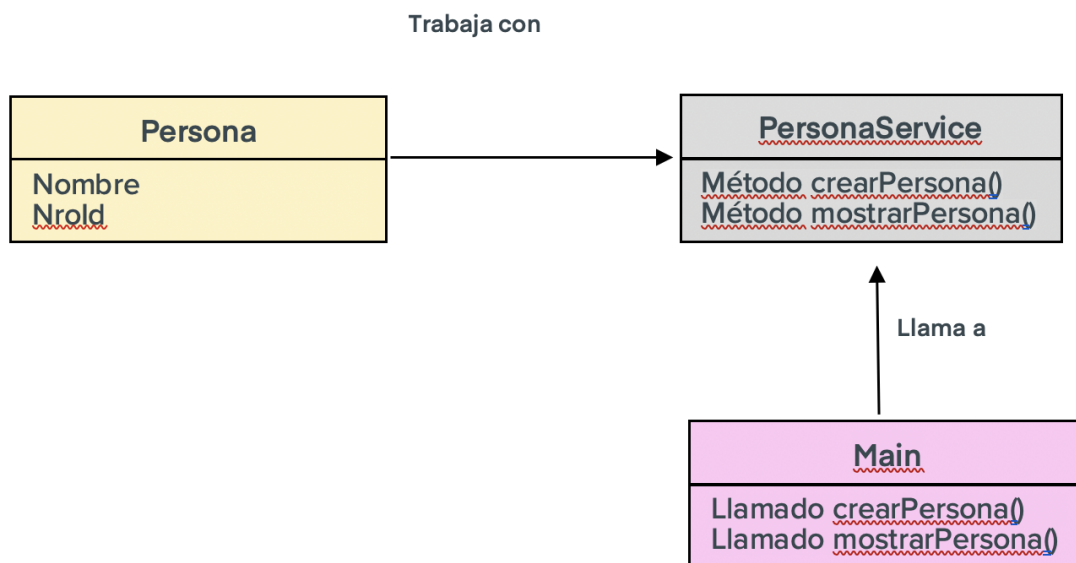 Trabaja con
Persona
Nombre
NroId
PersonaService
Método crearPersona()
Método mostrarPersona()
Llama a
Main
Llamado crearPersona()
Llamado mostrarPersona()